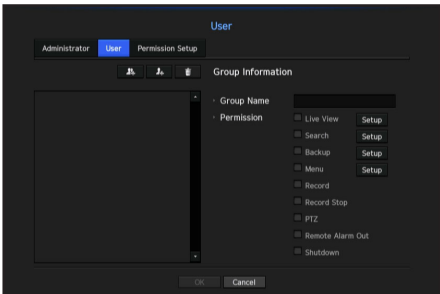 User
Administrator
User
Permission Setup
Group Information
Group Name
Permission
Live View
Setup
Search
Setup
Backup
Setup
Menu
Setup
Record
Record Stop
PTZ
Remote Alarm Out
Shutdown
OK
Cancel